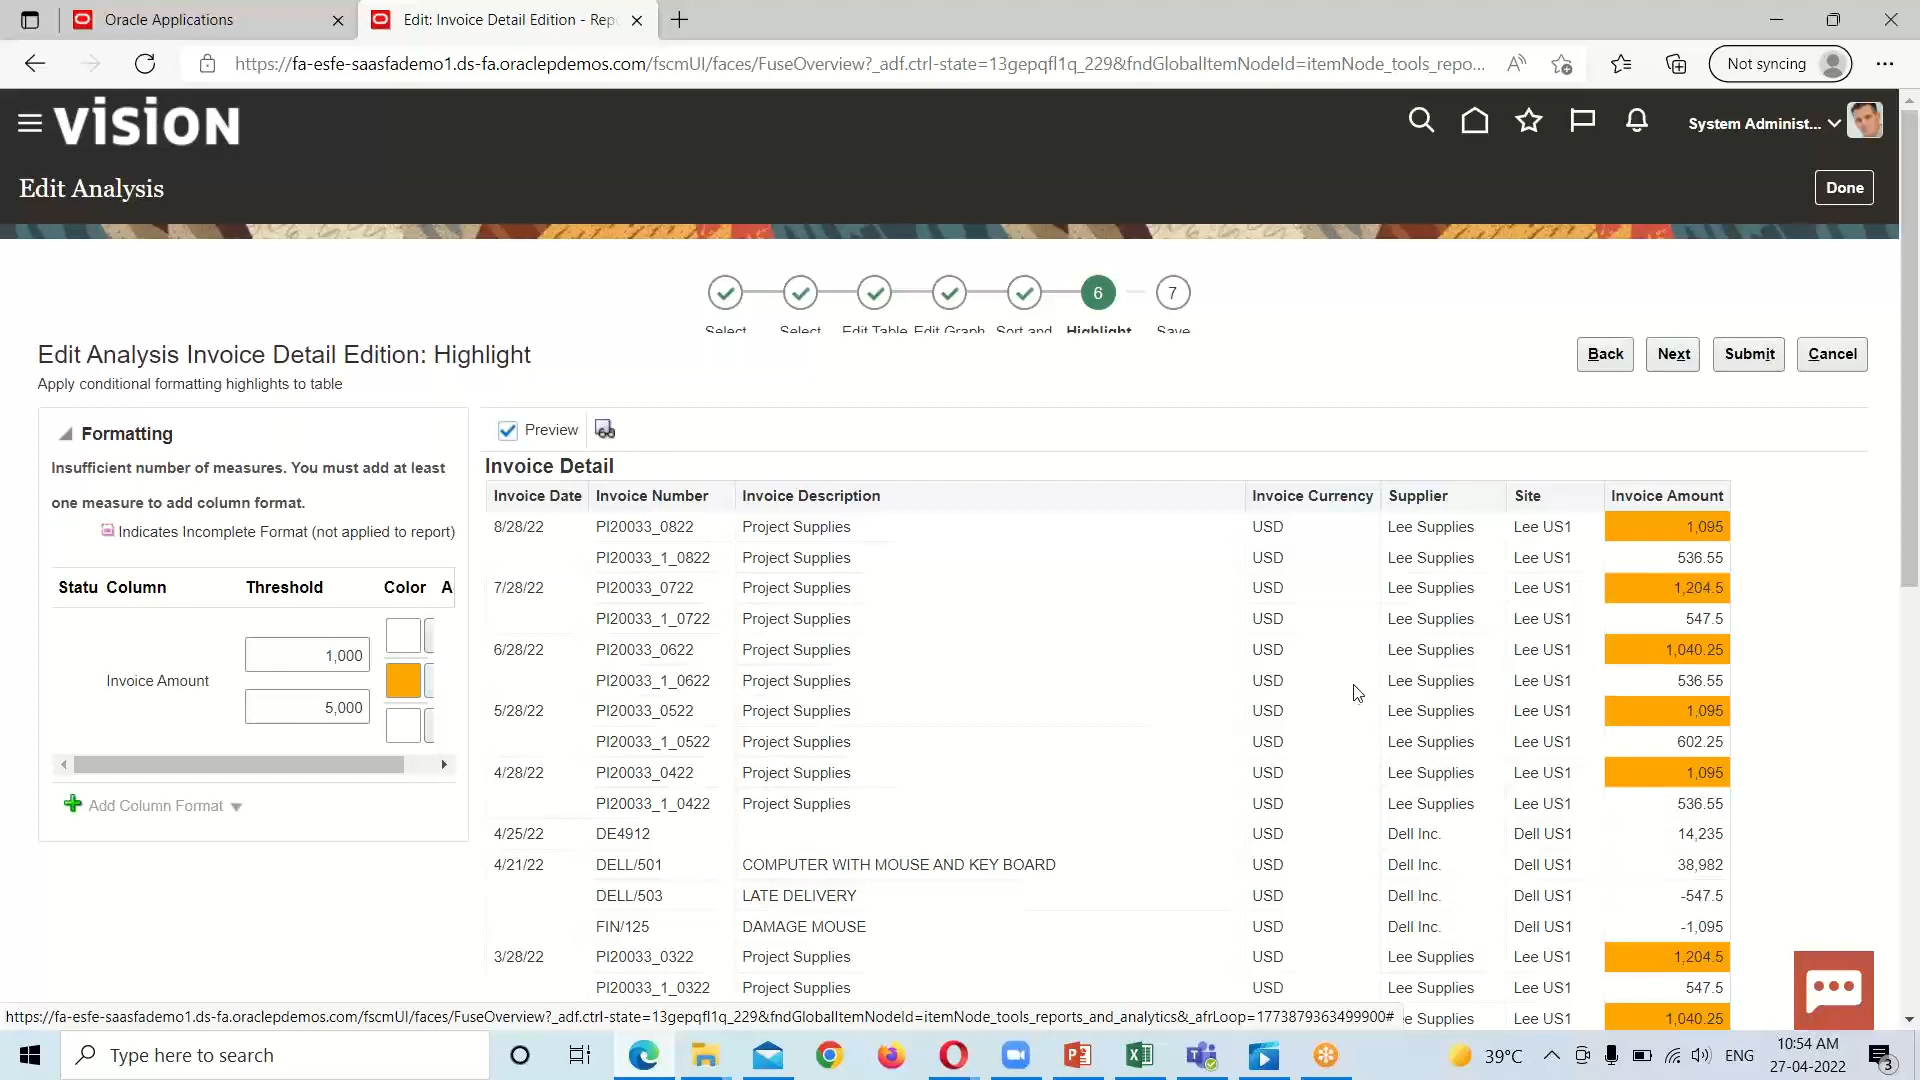 Oracle Applications
Edit: Invoice Detail Edition - Repo
https://fa-esfe-saasfademo1.ds-fa.oraclepdemos.com/fscmUI/faces/FuseOverview?_adf.ctrl-state=13gepqfl1q_229&fndGlobalItemNodeId=itemNode_tools_repo...
Not syncing
vision
System Administ...
Edit Analysis
Done
6
7
Select
Select
Edit Table
Edit Graph
Sort and
Highlight
Save
Edit Analysis Invoice Detail Edition: Highlight
Apply conditional formatting highlights to table
Back
Next
Submit
Cancel
Formatting
Insufficient number of measures. You must add at least
one measure to add column format.
Indicates Incomplete Format (not applied to report)
Statu Column Threshold Color A
1,000
Invoice Amount
5,000
Add Column Format
Preview
Invoice Detail
Invoice Date Invoice Number Invoice Description Invoice Currency Supplier Site Invoice Amount
8/28/22 PI20033_0822 Project Supplies USD Lee Supplies Lee US1 1,095
PI20033_1_0822 Project Supplies USD Lee Supplies Lee US1 536.55
7/28/22 PI20033_0722 Project Supplies USD Lee Supplies Lee US1 1,204.5
PI20033_1_0722 Project Supplies USD Lee Supplies Lee US1 547.5
6/28/22 PI20033_0622 Project Supplies USD Lee Supplies Lee US1 1,040.25
PI20033_1_0622 Project Supplies USD Lee Supplies Lee US1 536.55
5/28/22 PI20033_0522 Project Supplies USD Lee Supplies Lee US1 1,095
PI20033_1_0522 Project Supplies USD Lee Supplies Lee US1 602.25
4/28/22 PI20033_0422 Project Supplies USD Lee Supplies Lee US1 1,095
PI20033_1_0422 Project Supplies USD Lee Supplies Lee US1 536.55
4/25/22 DE4912 USD Dell Inc. Dell US1 14,235
4/21/22 DELL/501 COMPUTER WITH MOUSE AND KEY BOARD USD Dell Inc. Dell US1 38,982
DELL/503 LATE DELIVERY USD Dell Inc. Dell US1 -547.5
FIN/125 DAMAGE MOUSE USD Dell Inc. Dell US1 -1,095
3/28/22 PI20033_0322 Project Supplies USD Lee Supplies Lee US1 1,204.5
PI20033_1_0322 Project Supplies USD Lee Supplies Lee US1 547.5
https://fa-esfe-saasfademo1.ds-fa.oraclepdemos.com/fscmUI/faces/FuseOverview?_adf.ctrl-state=13gepqfl1q_229&fndGlobalItemNodeId=itemNode_tools_reports_and_analytics&_afrLoop=1773879363499900#
e Supplies Lee US1 1,040.25
Type here to search
39°C
ENG
10:54 AM
27-04-2022
3